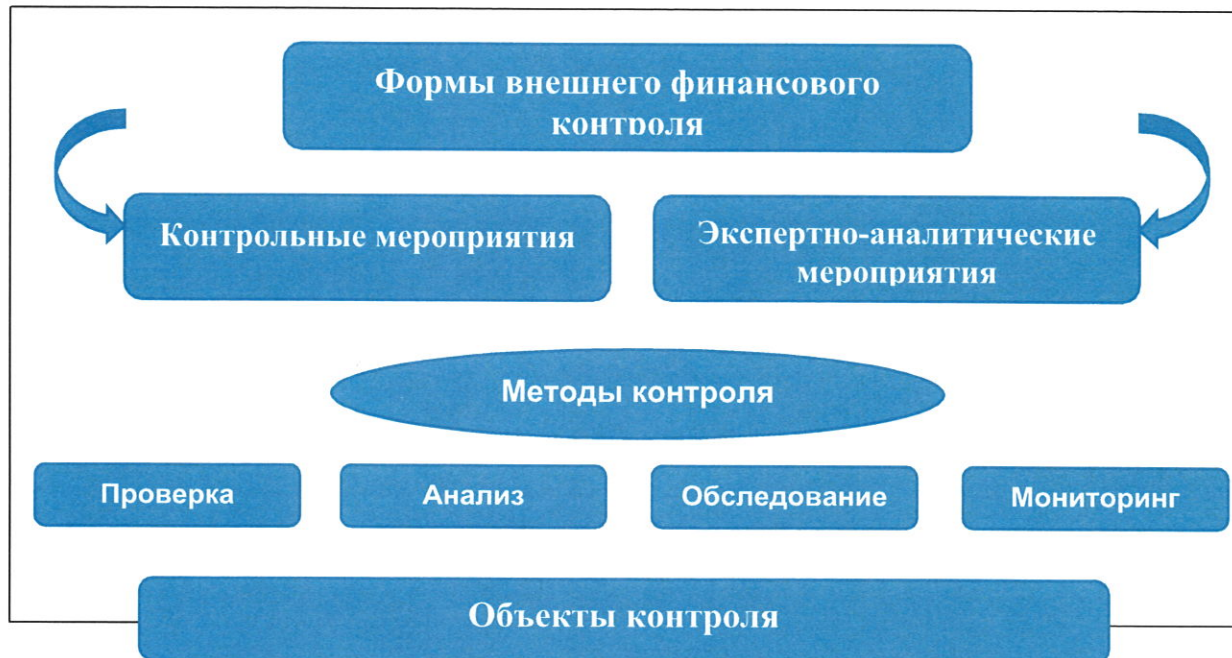 Формы внешнего финансового
контроля
Контрольные мероприятия
Экспертно-аналитические
мероприятия
Методы контроля
Проверка
Анализ
Обследование
Мониторинг
Объекты контроля